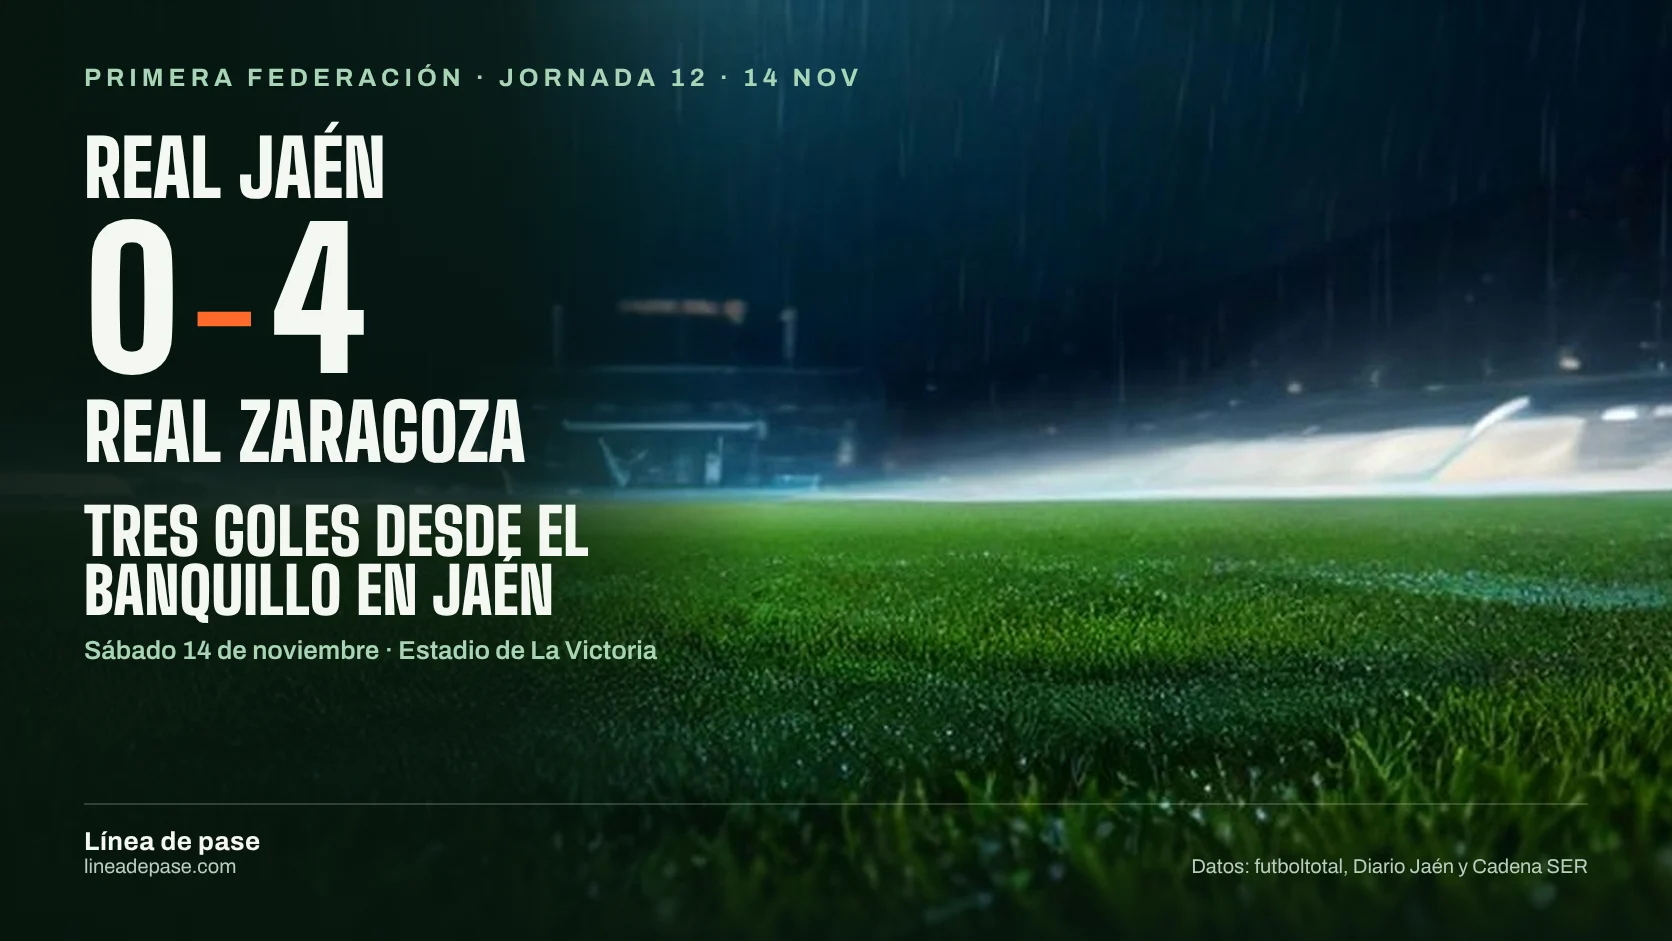 PRIMERA FEDERACIÓN · JORNADA 12 · 14 NOV
REAL JAÉN
0-4
REAL ZARAGOZA
TRES GOLES DESDE EL
BANQUILLO EN JAÉN
Sábado 14 de noviembre · Estadio de La Victoria
Línea de pase
lineadepase.com
Datos: futboltotal, Diario Jaén y Cadena SER